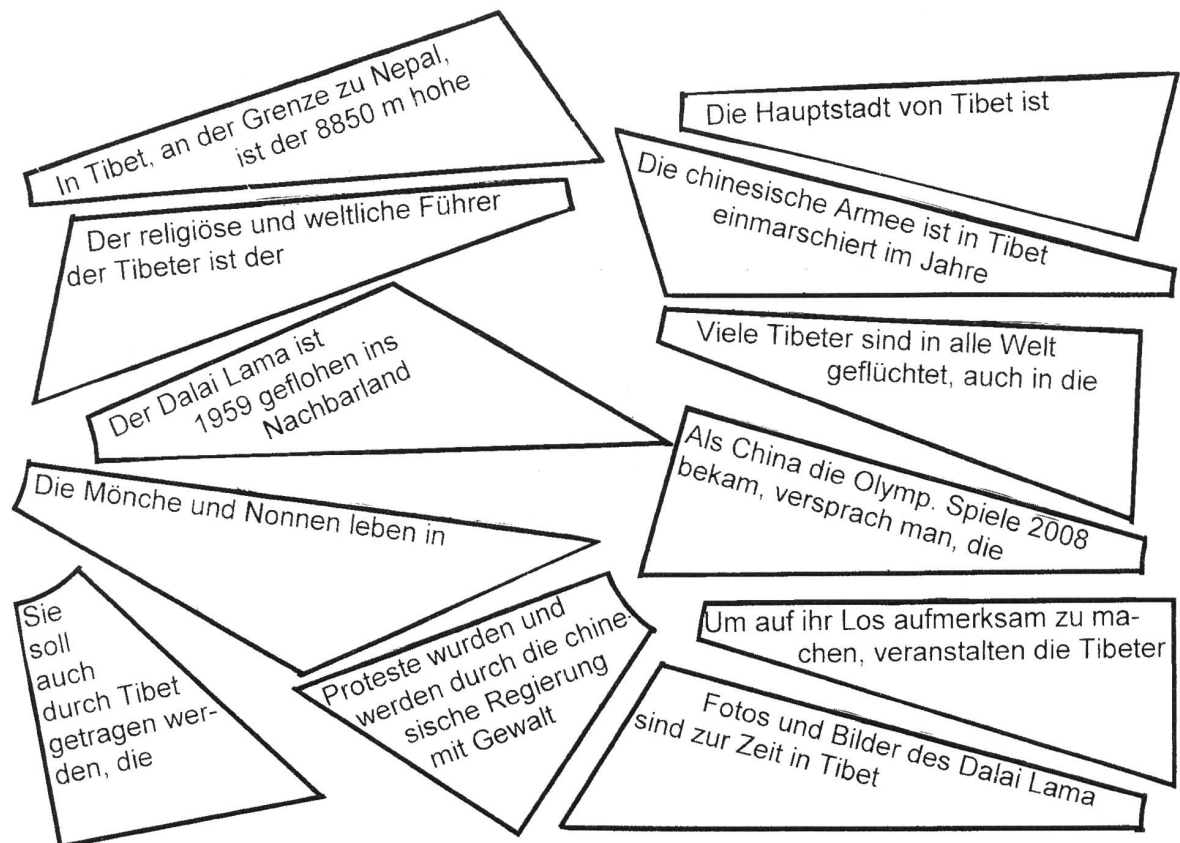 In Tibet, an der Grenze zu Nepal,
ist der 8850 m hohe
Der religiöse und weltliche Führer
der Tibeter ist der
Der Dalai Lama ist
1959 geflohen ins
Nachbarland
Die Mönche und Nonnen leben in
Sie
soll
auch
durch Tibet
getragen wer-
den, die
Proteste wurden und
werden durch die chine-
sische Regierung
mit Gewalt
Die Hauptstadt von Tibet ist
Die chinesische Armee ist in Tibet
einmarschiert im Jahre
Viele Tibeter sind in alle Welt
geflüchtet, auch in die
Als China die Olymp. Spiele 2008
bekam, versprach man, die
Um auf ihr Los aufmerksam zu ma-
chen, veranstalten die Tibeter
Fotos und Bilder des Dalai Lama
sind zur Zeit in Tibet